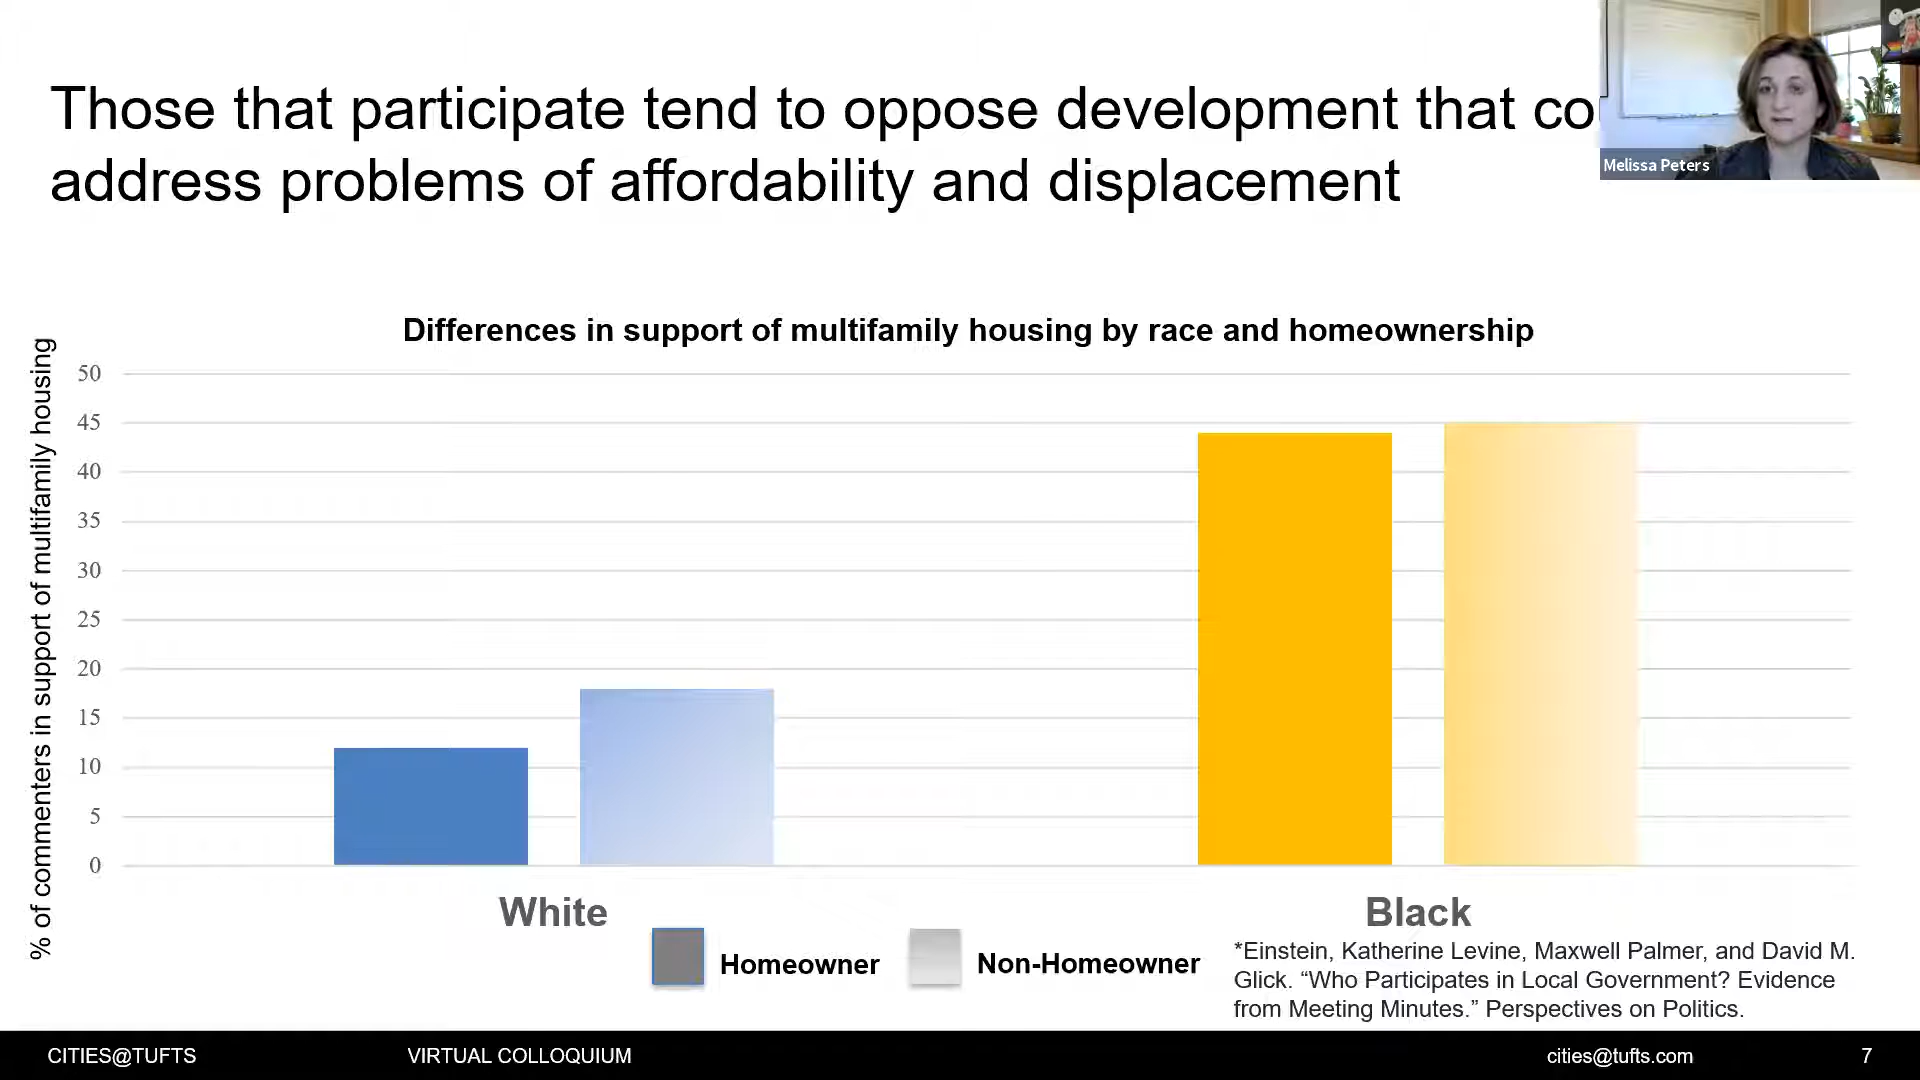 Those that participate tend to oppose development that co
address problems of affordability and displacement
Melissa Peters
Differences in support of multifamily housing by race and homeownership
% of commenters in support of multifamily housing
50
45
40
35
30
25
20
15
10
5
0
White
Black
Homeowner
Non-Homeowner
*Einstein, Katherine Levine, Maxwell Palmer, and David M.
Glick. “Who Participates in Local Government? Evidence
from Meeting Minutes.” Perspectives on Politics.
CITIES@TUFTS
VIRTUAL COLLOQUIUM
cities@tufts.com
7